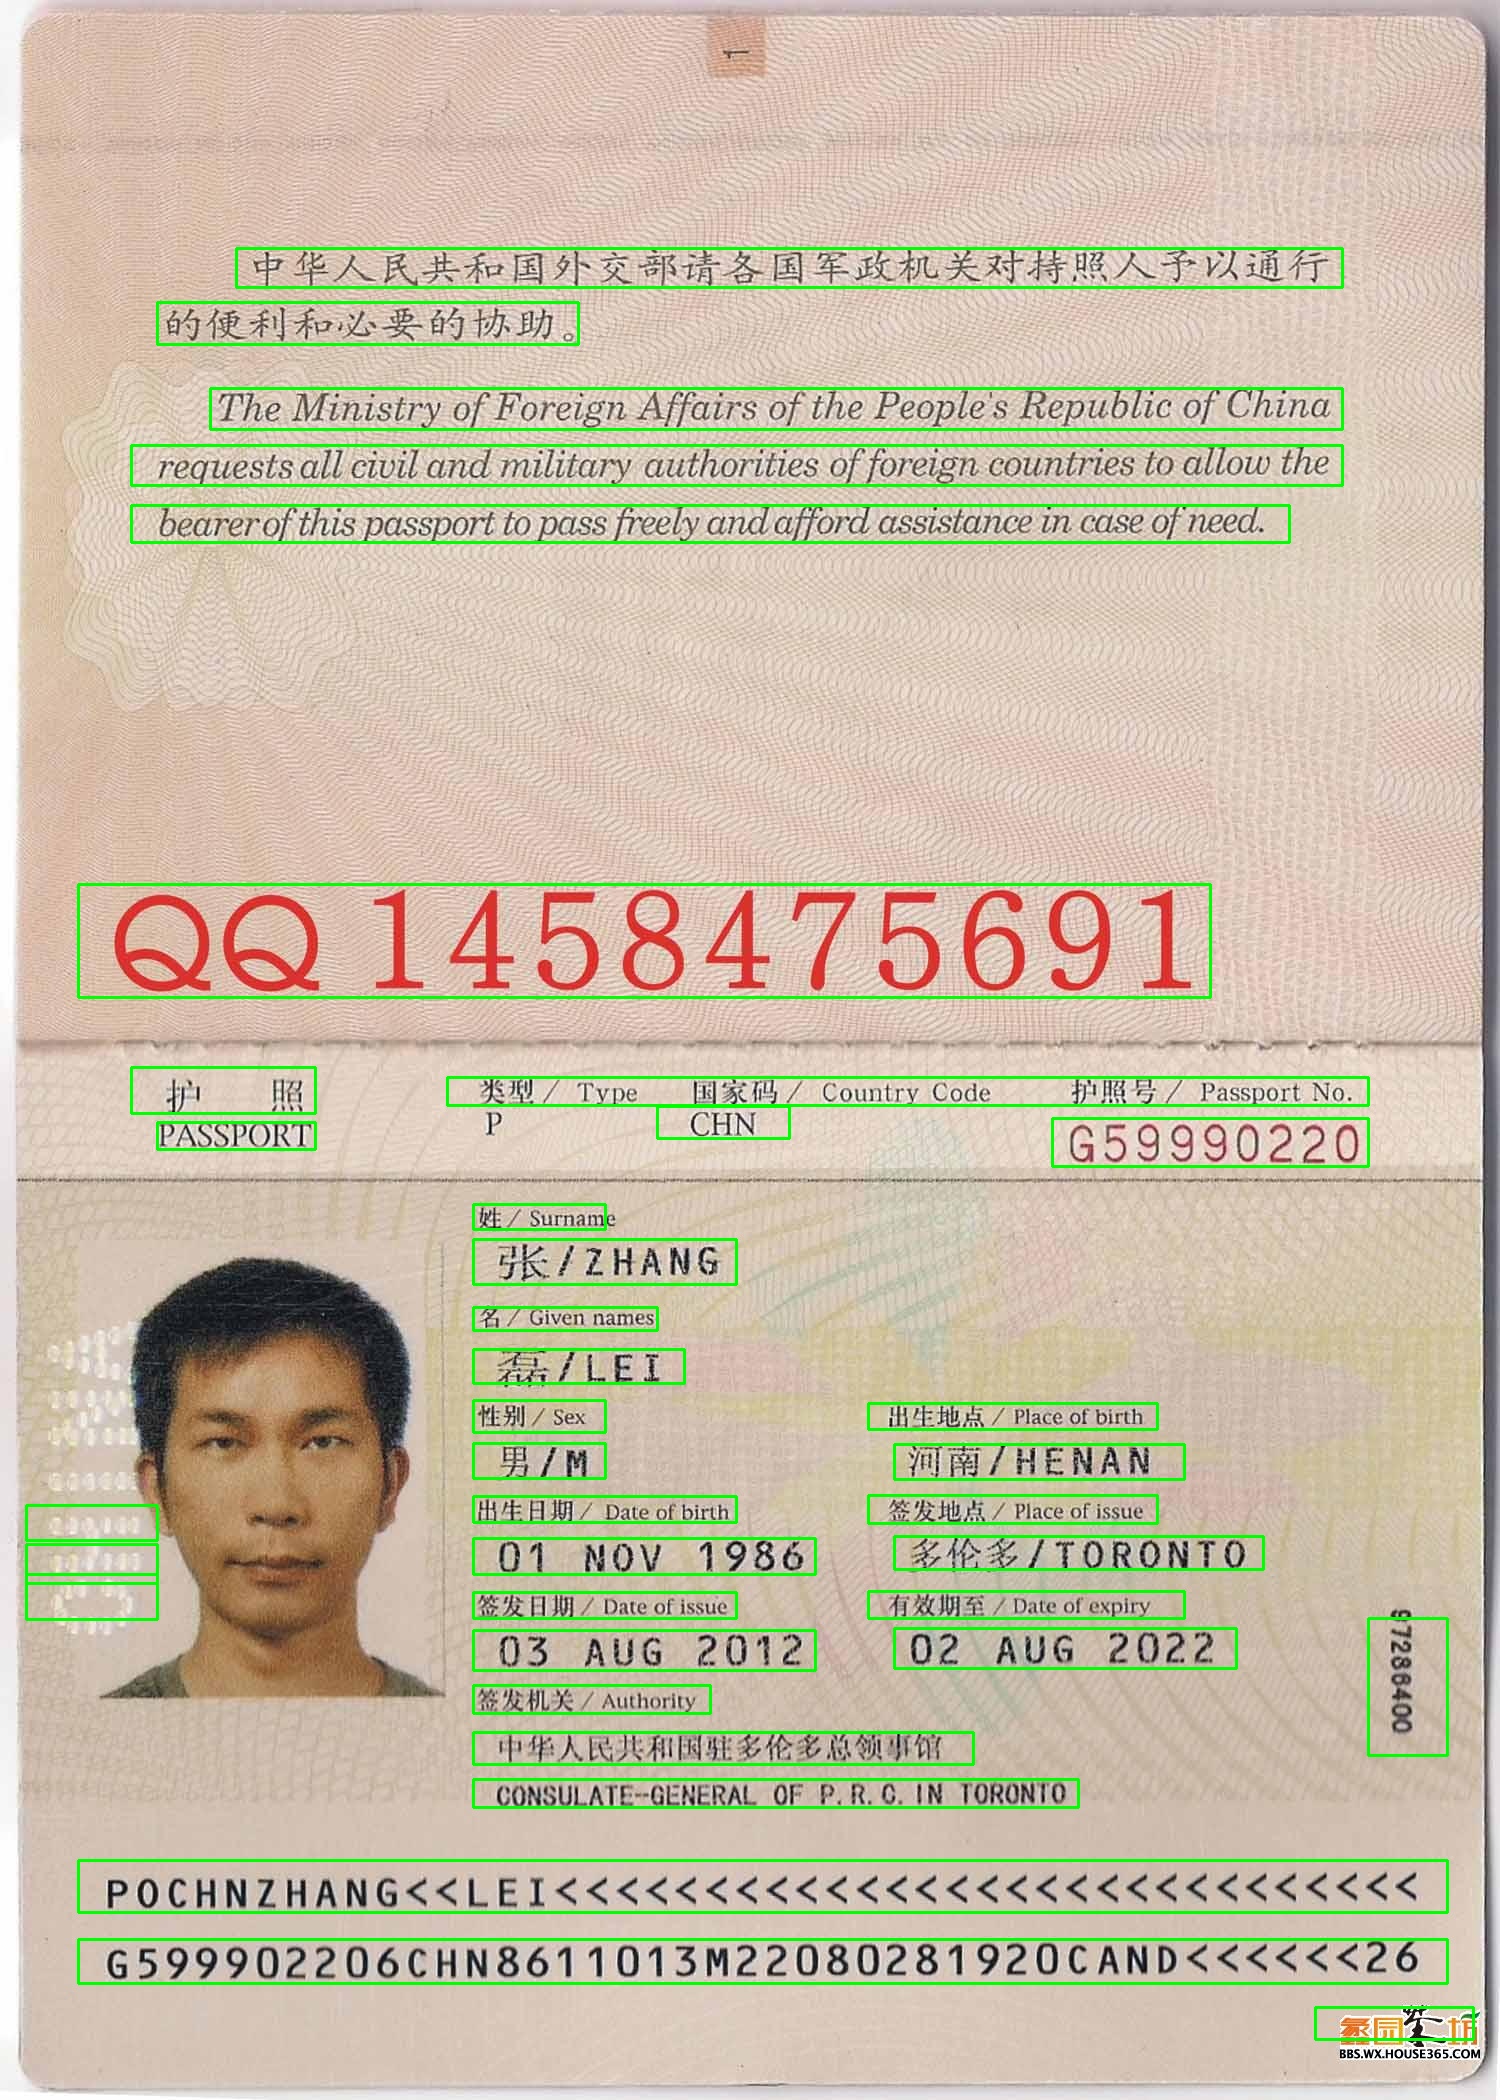 中华人民共和国外交部请各国军政机关对持照人予以通行
的便利和必要的协助。
The Ministry of Foreign Affairs of the People's Republic of China
requests all civil and military authorities of foreign countries to allow the
bearer of this passport to pass freely and afford assistance in case of need.
QQ 1458475691
护 照 类型 / Type 国家码 / Country Code 护照号 / Passport No.
PASSPORT P CHN G59990220
姓 / Surname
张/ZHANG
名 / Given names
磊/LEI
性别 / Sex 出生地点 / Place of birth
男/M 河南/HENAN
出生日期 / Date of birth 签发地点 / Place of issue
01 NOV 1986 多伦多/TORONTO
签发日期 / Date of issue 有效期至 / Date of expiry
03 AUG 2012 02 AUG 2022
97286400
签发机关 / Authority
中华人民共和国驻多伦多总领事馆
CONSULATE-GENERAL OF P.R.C. IN TORONTO
POCHNZHANG<<LEI<<<<<<<<<<<<<<<<<<<<<<<<<<<<<
G599902206CHN8611013M22080281920CAND<<<<<<26
BBS.WX.HOUSE365.COM